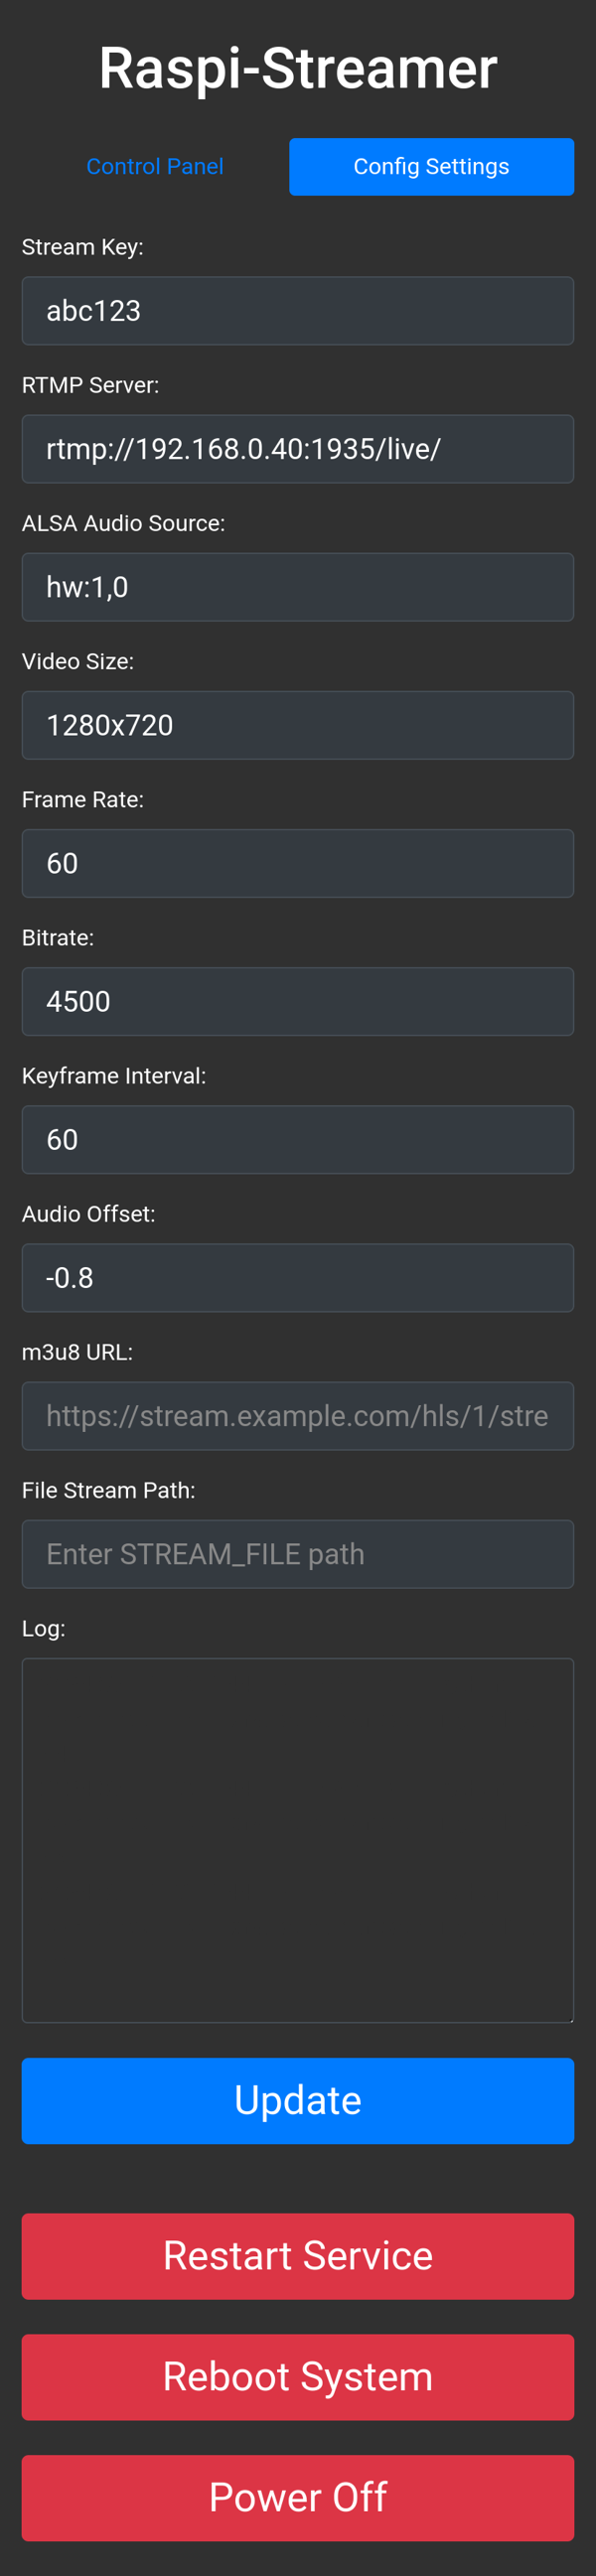 Raspi-Streamer
Control Panel
Config Settings
Stream Key:
abc123
RTMP Server:
rtmp://192.168.0.40:1935/live/
ALSA Audio Source:
hw:1,0
Video Size:
1280x720
Frame Rate:
60
Bitrate:
4500
Keyframe Interval:
60
Audio Offset:
-0.8
m3u8 URL:
https://stream.example.com/hls/1/stre
File Stream Path:
Enter STREAM_FILE path
Log:
Update
Restart Service
Reboot System
Power Off